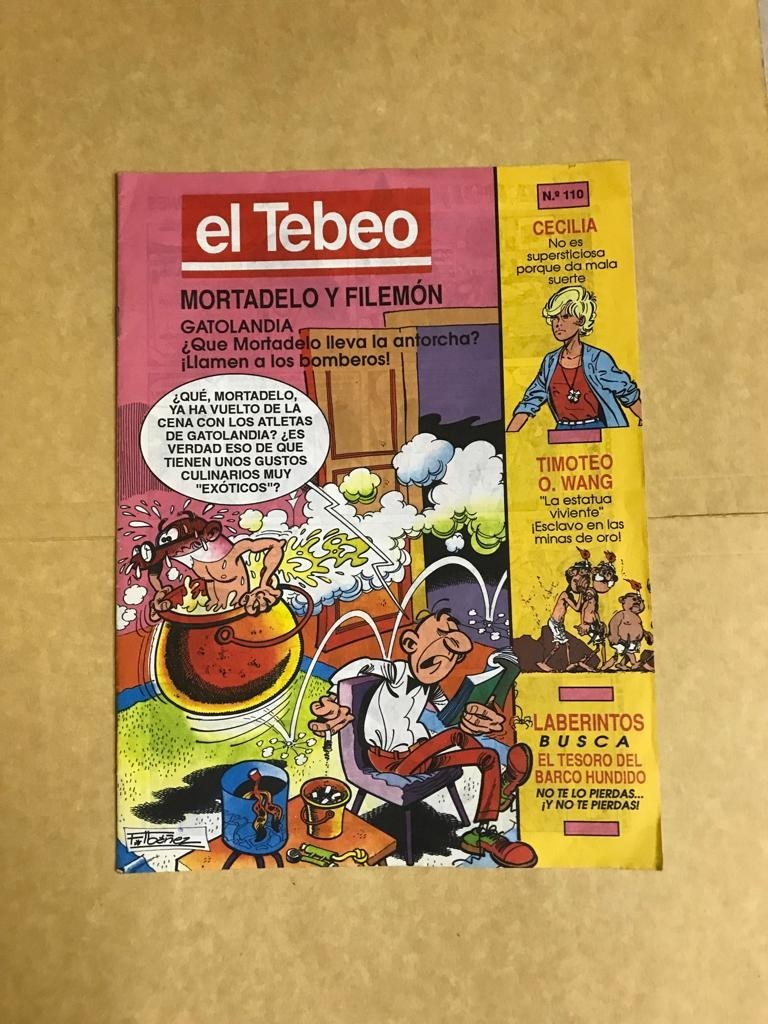 el Tebeo
MORTADELO Y FILEMÓN
GATOLANDIA
¿Que Mortadelo lleva la antorcha?
¡Llamen a los bomberos!
¿QUÉ, MORTADELO,
YA HA VUELTO DE LA
CENA CON LOS ATLETAS
DE GATOLANDIA? ¿ES
VERDAD ESO DE QUE
TIENEN UNOS GUSTOS
CULINARIOS MUY
"EXÓTICOS"?
F. Ibáñez
N.º 110
CECILIA
No es
supersticiosa
porque da mala
suerte
TIMOTEO
O. WANG
"La estatua
viviente"
¡Esclavo en las
minas de oro!
LABERINTOS
BUSCA
EL TESORO DEL
BARCO HUNDIDO
NO TE LO PIERDAS...
¡Y NO TE PIERDAS!